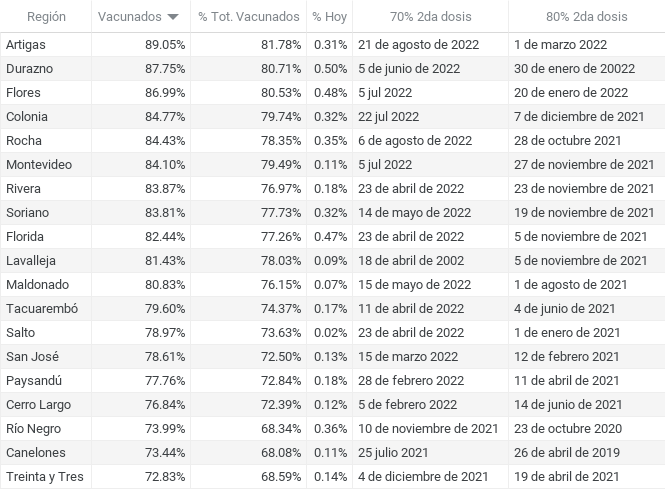 Región Vacunados % Tot. Vacunados % Hoy 70% 2da dosis 80% 2da dosis
Artigas 89.05% 81.78% 0.31% 21 de agosto de 2022 1 de marzo 2022
Durazno 87.75% 80.71% 0.50% 5 de junio de 2022 30 de enero de 20022
Flores 86.99% 80.53% 0.48% 5 jul 2022 20 de enero de 2022
Colonia 84.77% 79.74% 0.32% 22 jul 2022 7 de diciembre de 2021
Rocha 84.43% 78.35% 0.35% 6 de agosto de 2022 28 de octubre 2021
Montevideo 84.10% 79.49% 0.11% 5 jul 2022 27 de noviembre de 2021
Rivera 83.87% 76.97% 0.18% 23 de abril de 2022 23 de noviembre de 2021
Soriano 83.81% 77.73% 0.32% 14 de mayo de 2022 19 de noviembre de 2021
Florida 82.44% 77.26% 0.47% 23 de abril de 2022 5 de noviembre de 2021
Lavalleja 81.43% 78.03% 0.09% 18 de abril de 2002 5 de noviembre de 2021
Maldonado 80.83% 76.15% 0.07% 15 de mayo de 2022 1 de agosto de 2021
Tacuarembó 79.60% 74.37% 0.17% 11 de abril de 2022 4 de junio de 2021
Salto 78.97% 73.63% 0.02% 23 de abril de 2022 1 de enero de 2021
San José 78.61% 72.50% 0.13% 15 de marzo 2022 12 de febrero 2021
Paysandú 77.76% 72.84% 0.18% 28 de febrero 2022 11 de abril de 2021
Cerro Largo 76.84% 72.39% 0.12% 5 de febrero 2022 14 de junio de 2021
Río Negro 73.99% 68.34% 0.36% 10 de noviembre de 2021 23 de octubre 2020
Canelones 73.44% 68.08% 0.11% 25 julio 2021 26 de abril de 2019
Treinta y Tres 72.83% 68.59% 0.14% 4 de diciembre de 2021 19 de abril de 2021